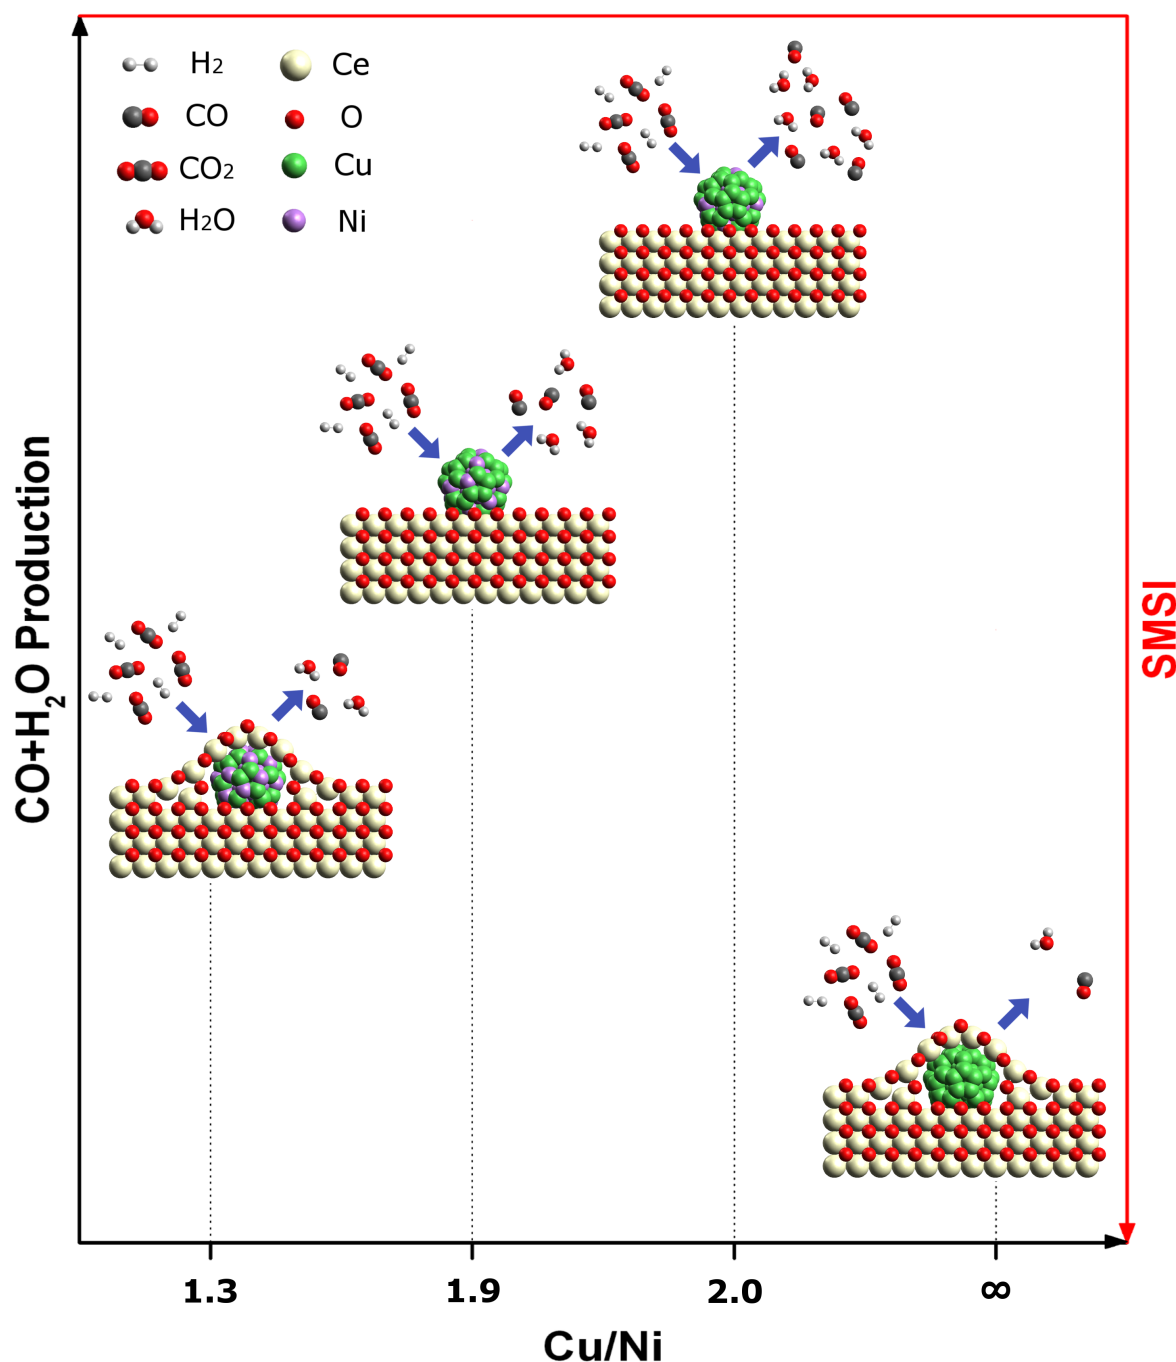 H2
Ce
CO
O
CO2
Cu
H2O
Ni
CO+H2O Production
SMSI
1.3
1.9
2.0
∞
Cu/Ni